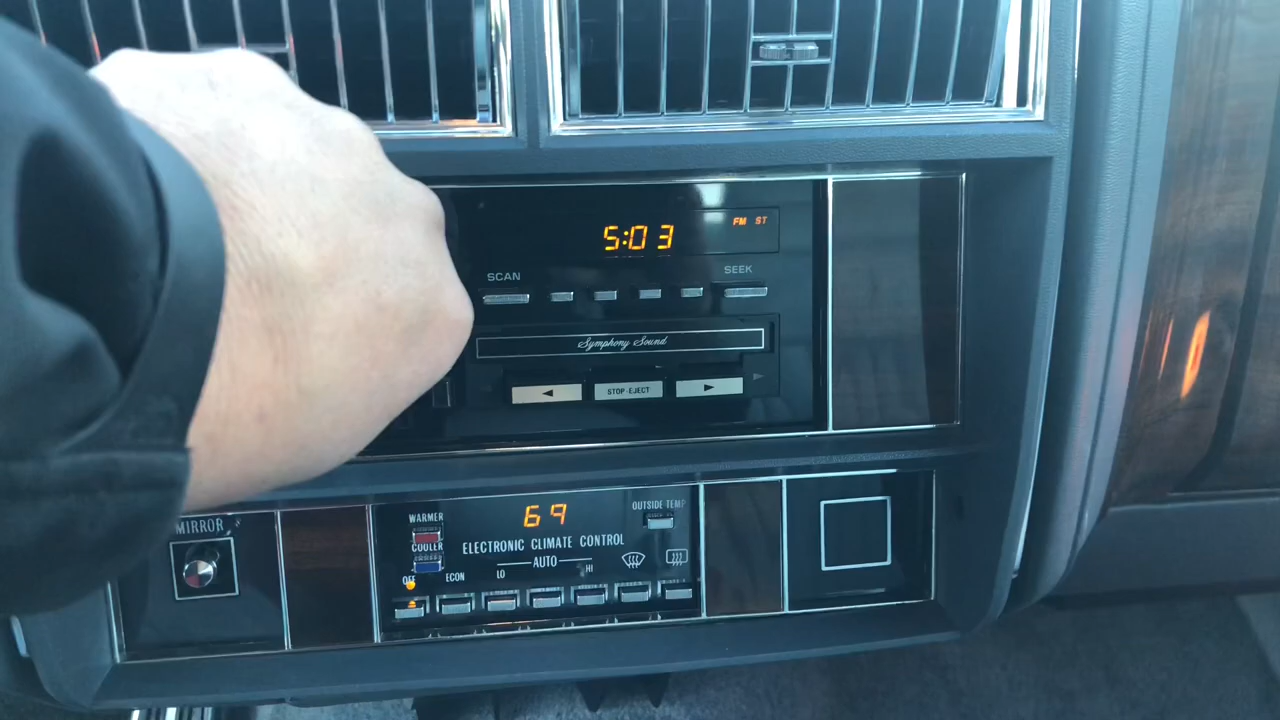 5:03
FM ST
SCAN
SEEK
Symphony Sound
STOP-EJECT
MIRROR
WARMER
COOLER
69
OUTSIDE TEMP
ELECTRONIC CLIMATE CONTROL
OFF
ECON
LO
AUTO
HI